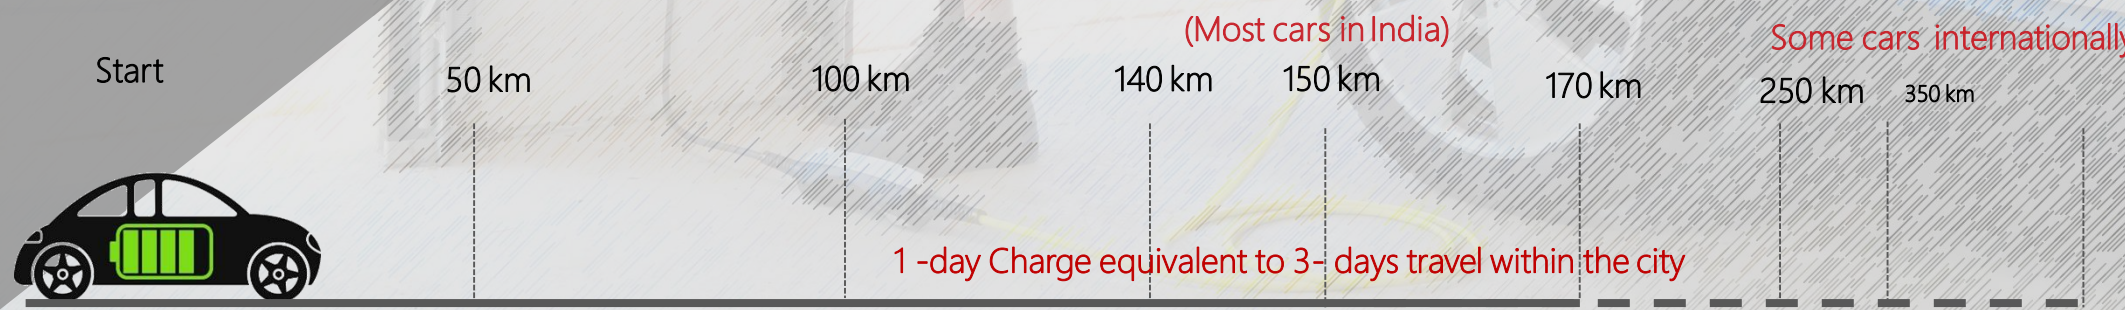 (Most cars in India)
Some cars internationally
Start
50 km
100 km
140 km
150 km
170 km
250 km
350 km
1 -day Charge equivalent to 3- days travel within the city